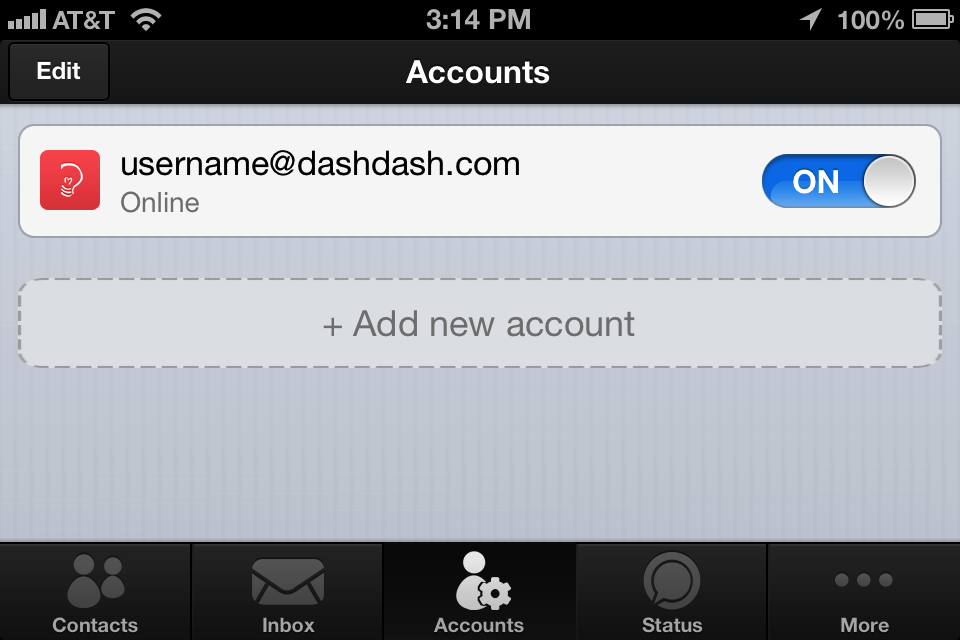 AT&T 3:14 PM 100%
Edit Accounts
username@dashdash.com
Online
ON
+ Add new account
Contacts Inbox Accounts Status More